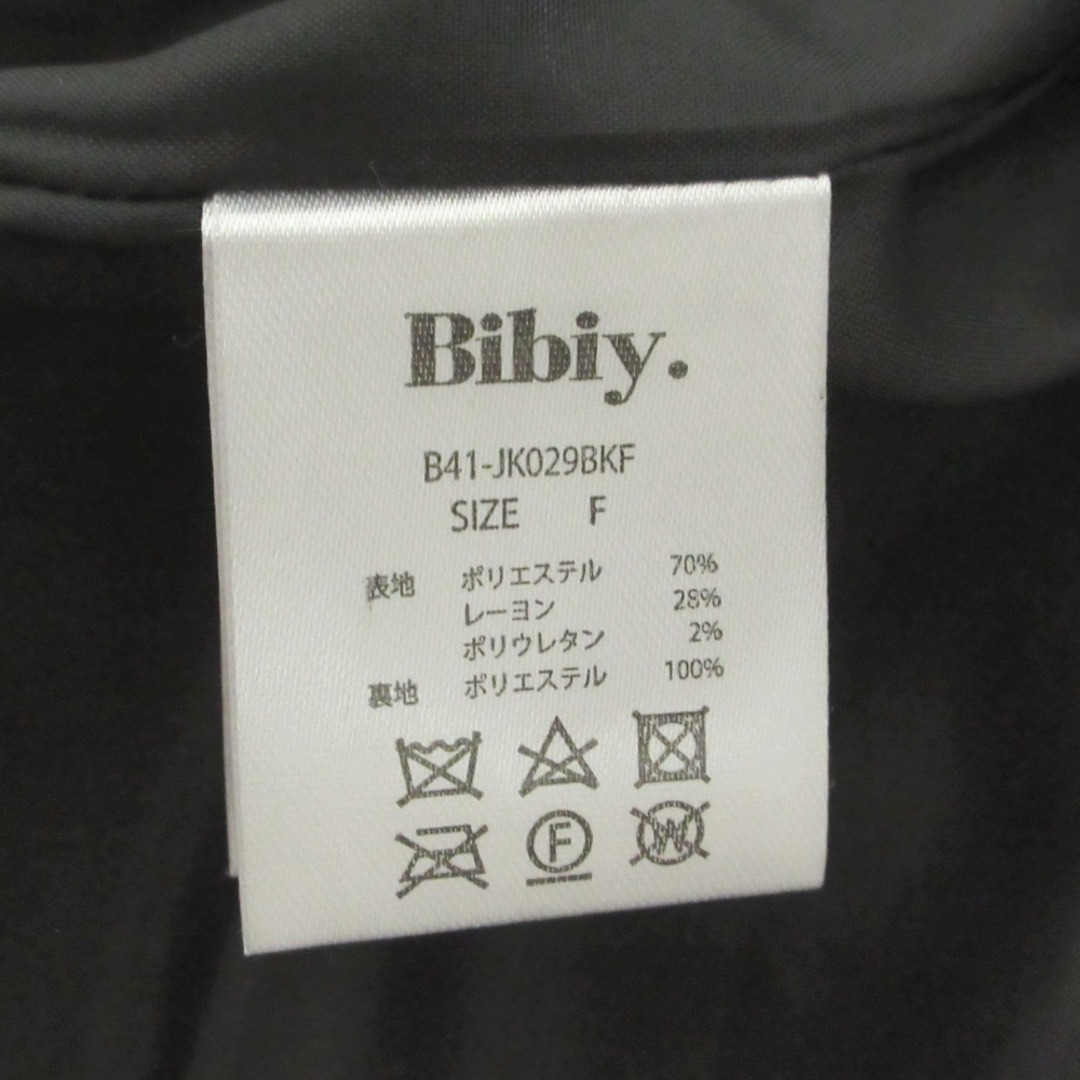 Bibiy.
B41-JK029BKF
SIZE F
表地 ポリエステル 70%
レーヨン 28%
ポリウレタン 2%
裏地 ポリエステル 100%
F W